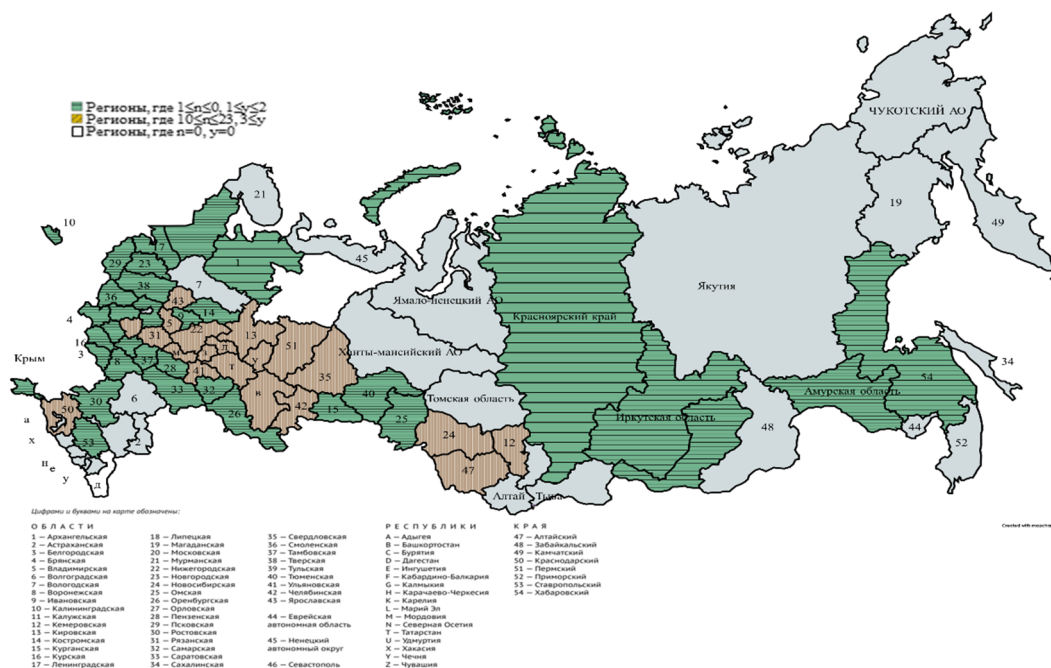 Регионы, где 1≤n≤0, 1≤y≤2
Регионы, где 10≤n≤23, 3≤y
Регионы, где n=0, y=0
ЧУКОТСКИЙ АО
21
10
19
49
17
45
1
29
23
7
38
Якутия
Ямало-ненецкий АО
36
43
14
Красноярский край
4
9
5
22
13
31
51
16
3
Ханты-мансийский АО
34
Крым
8
37
м
з
л
у
28
41
т
35
54
40
Амурская область
30
6
33
32
в
42
15
Томская область
Иркутская область
а
50
26
25
24
12
48
44
х
53
2
47
52
н
е
у
д
Алтай
Тыва
Цифрами и буквами на карте обозначены:
ОБЛАСТИ
1 – Архангельская
2 – Астраханская
3 – Белгородская
4 – Брянская
5 – Владимирская
6 – Волгоградская
7 – Вологодская
8 – Воронежская
9 – Ивановская
10 – Калининградская
11 – Калужская
12 – Кемеровская
13 – Кировская
14 – Костромская
15 – Курганская
16 – Курская
17 – Ленинградская
18 – Липецкая
19 – Магаданская
20 – Московская
21 – Мурманская
22 – Нижегородская
23 – Новгородская
24 – Новосибирская
25 – Омская
26 – Оренбургская
27 – Орловская
28 – Пензенская
29 – Псковская
30 – Ростовская
31 – Рязанская
32 – Самарская
33 – Саратовская
34 – Сахалинская
35 – Свердловская
36 – Смоленская
37 – Тамбовская
38 – Тверская
39 – Тульская
40 – Тюменская
41 – Ульяновская
42 – Челябинская
43 – Ярославская
44 – Еврейская
автономная область
45 – Ненецкий
автономный округ
46 – Севастополь
РЕСПУБЛИКИ
A – Адыгея
B – Башкортостан
C – Бурятия
D – Дагестан
E – Ингушетия
F – Кабардино-Балкария
G – Калмыкия
H – Карачаево-Черкесия
K – Карелия
L – Марий Эл
M – Мордовия
N – Северная Осетия
T – Татарстан
U – Удмуртия
X – Хакасия
Y – Чечня
Z – Чувашия
КРАЯ
47 – Алтайский
48 – Забайкальский
49 – Камчатский
50 – Краснодарский
51 – Пермский
52 – Приморский
53 – Ставропольский
54 – Хабаровский